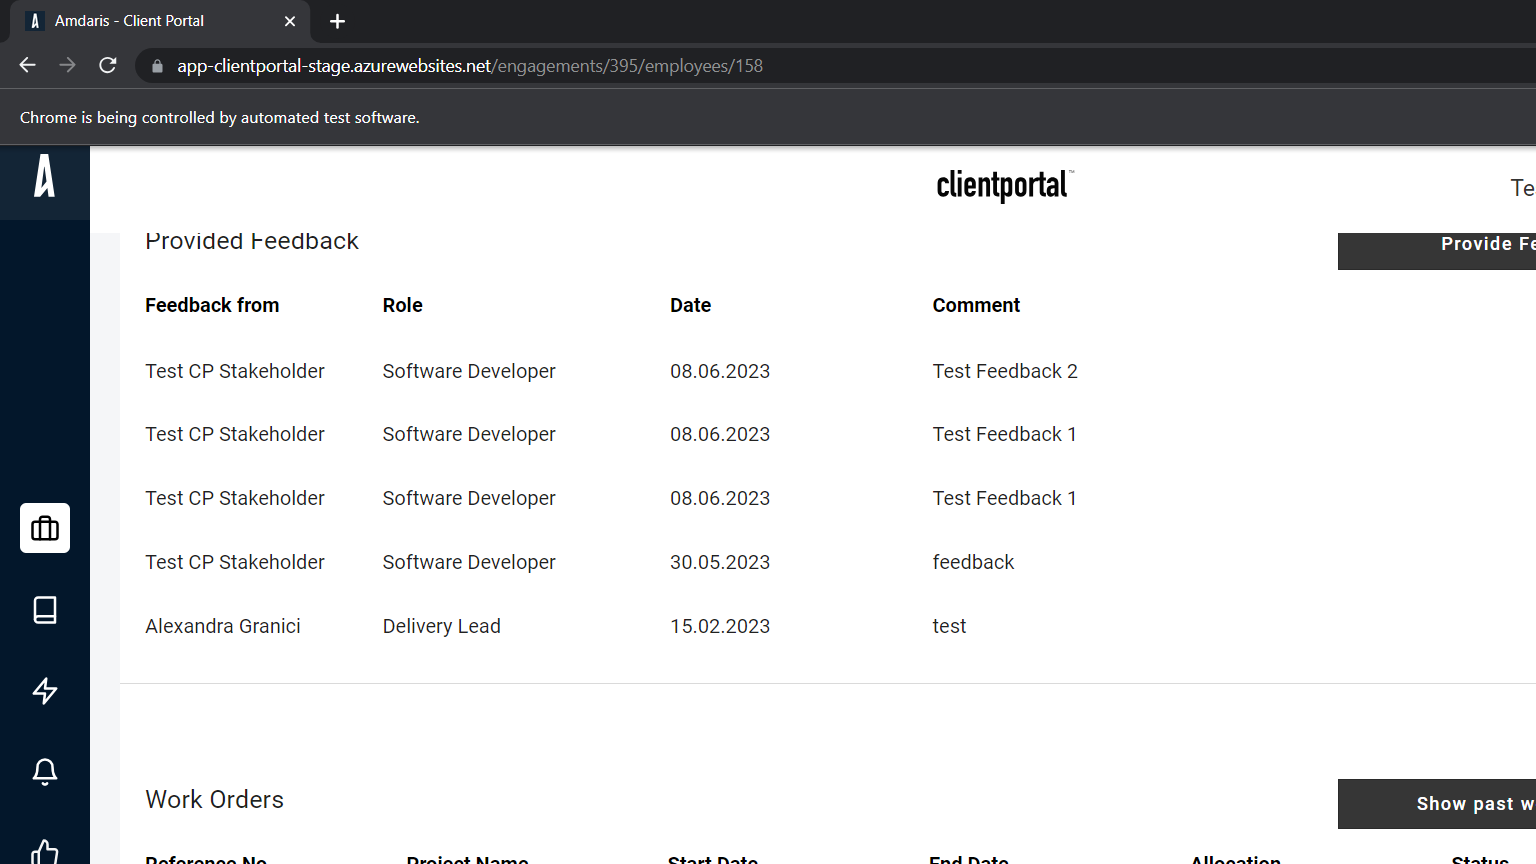 Amdaris - Client Portal
app-clientportal-stage.azurewebsites.net/engagements/395/employees/158
Chrome is being controlled by automated test software.
clientportal™
Te
Provided Feedback
Provide Fe
Feedback from Role Date Comment
Test CP Stakeholder Software Developer 08.06.2023 Test Feedback 2
Test CP Stakeholder Software Developer 08.06.2023 Test Feedback 1
Test CP Stakeholder Software Developer 08.06.2023 Test Feedback 1
Test CP Stakeholder Software Developer 30.05.2023 feedback
Alexandra Granici Delivery Lead 15.02.2023 test
Work Orders
Show past w
Reference No Project Name Start Date End Date Allocation Status